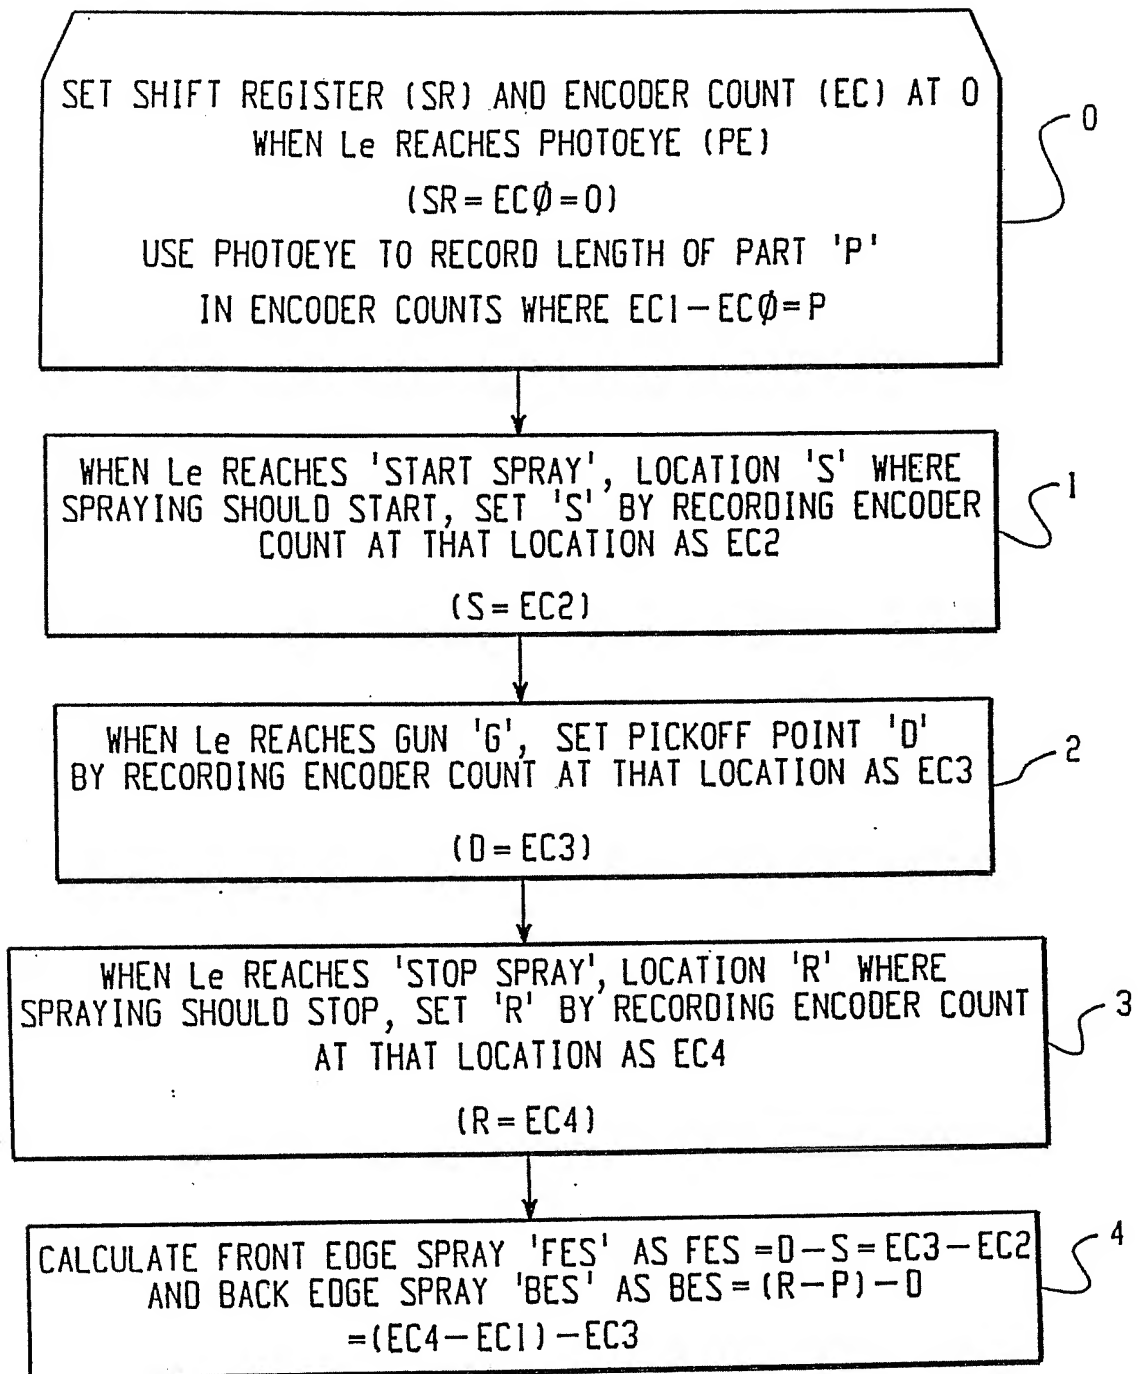 SET SHIFT REGISTER (SR) AND ENCODER COUNT (EC) AT 0
WHEN Le REACHES PHOTOEYE (PE)
(SR = ECφ = 0)
USE PHOTOEYE TO RECORD LENGTH OF PART 'P'
IN ENCODER COUNTS WHERE EC1 - ECφ = P
0
WHEN Le REACHES 'START SPRAY', LOCATION 'S' WHERE
SPRAYING SHOULD START, SET 'S' BY RECORDING ENCODER
COUNT AT THAT LOCATION AS EC2
(S = EC2)
1
WHEN Le REACHES GUN 'G', SET PICKOFF POINT 'D'
BY RECORDING ENCODER COUNT AT THAT LOCATION AS EC3
(D = EC3)
2
WHEN Le REACHES 'STOP SPRAY', LOCATION 'R' WHERE
SPRAYING SHOULD STOP, SET 'R' BY RECORDING ENCODER COUNT
AT THAT LOCATION AS EC4
(R = EC4)
3
CALCULATE FRONT EDGE SPRAY 'FES' AS FES = D - S = EC3 - EC2
AND BACK EDGE SPRAY 'BES' AS BES = (R - P) - D
= (EC4 - EC1) - EC3
4